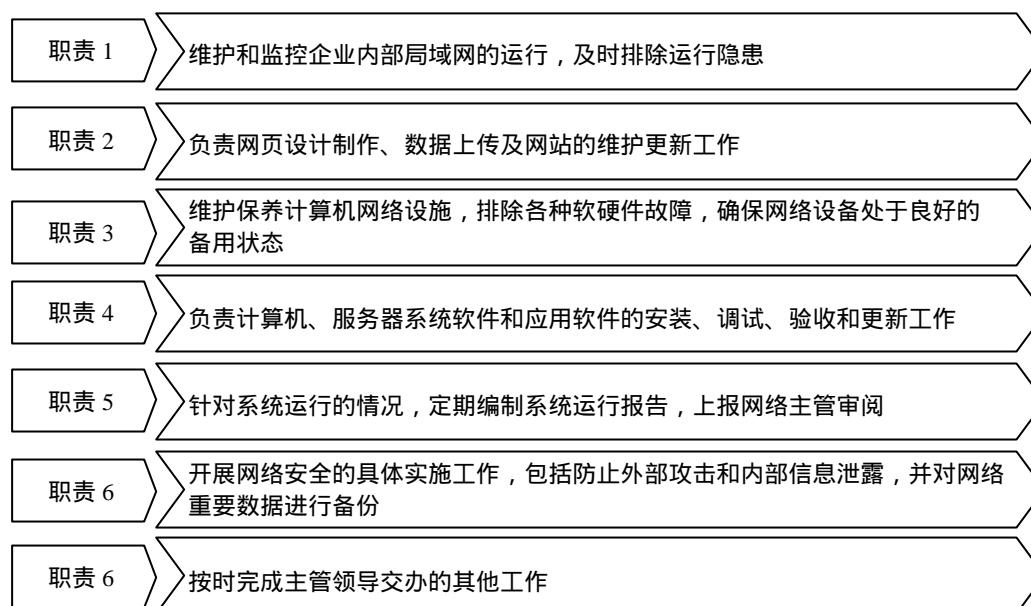 职责 1
维护和监控企业内部局域网的运行，及时排除运行隐患
职责 2
负责网页设计制作、数据上传及网站的维护更新工作
职责 3
维护保养计算机网络设施，排除各种软硬件故障，确保网络设备处于良好的
备用状态
职责 4
负责计算机、服务器系统软件和应用软件的安装、调试、验收和更新工作
职责 5
针对系统运行的情况，定期编制系统运行报告，上报网络主管审阅
职责 6
开展网络安全的具体实施工作，包括防止外部攻击和内部信息泄露，并对网络
重要数据进行备份
职责 6
按时完成主管领导交办的其他工作